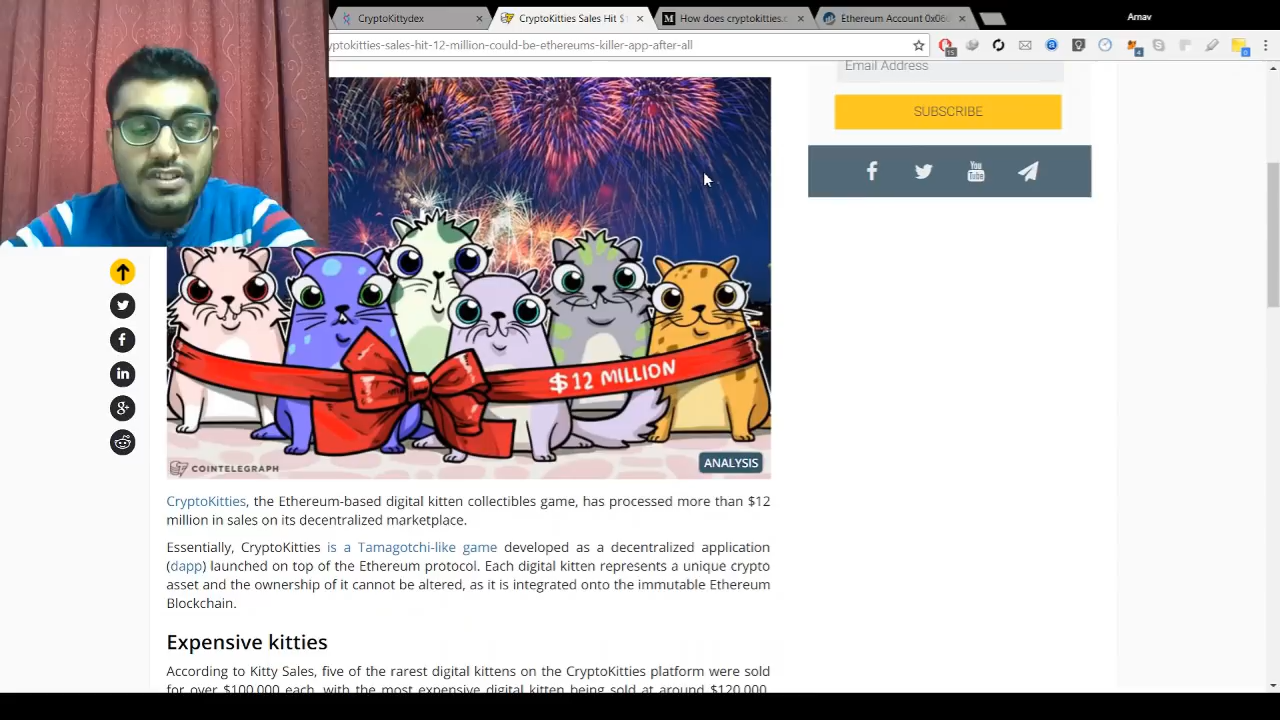 CryptoKittydex
CryptoKitties Sales Hit $
How does cryptokitties.c
Ethereum Account 0x06
Arnav
yptokitties-sales-hit-12-million-could-be-ethereums-killer-app-after-all
Email Address
SUBSCRIBE
You
Tube
$12 MILLION
COINTELEGRAPH
ANALYSIS
CryptoKitties, the Ethereum-based digital kitten collectibles game, has processed more than $12
million in sales on its decentralized marketplace.
Essentially, CryptoKitties is a Tamagotchi-like game developed as a decentralized application
(dapp) launched on top of the Ethereum protocol. Each digital kitten represents a unique crypto
asset and the ownership of it cannot be altered, as it is integrated onto the immutable Ethereum
Blockchain.
Expensive kitties
According to Kitty Sales, five of the rarest digital kittens on the CryptoKitties platform were sold
for over $100,000 each, with the most expensive digital kitten being sold at around $120,000.